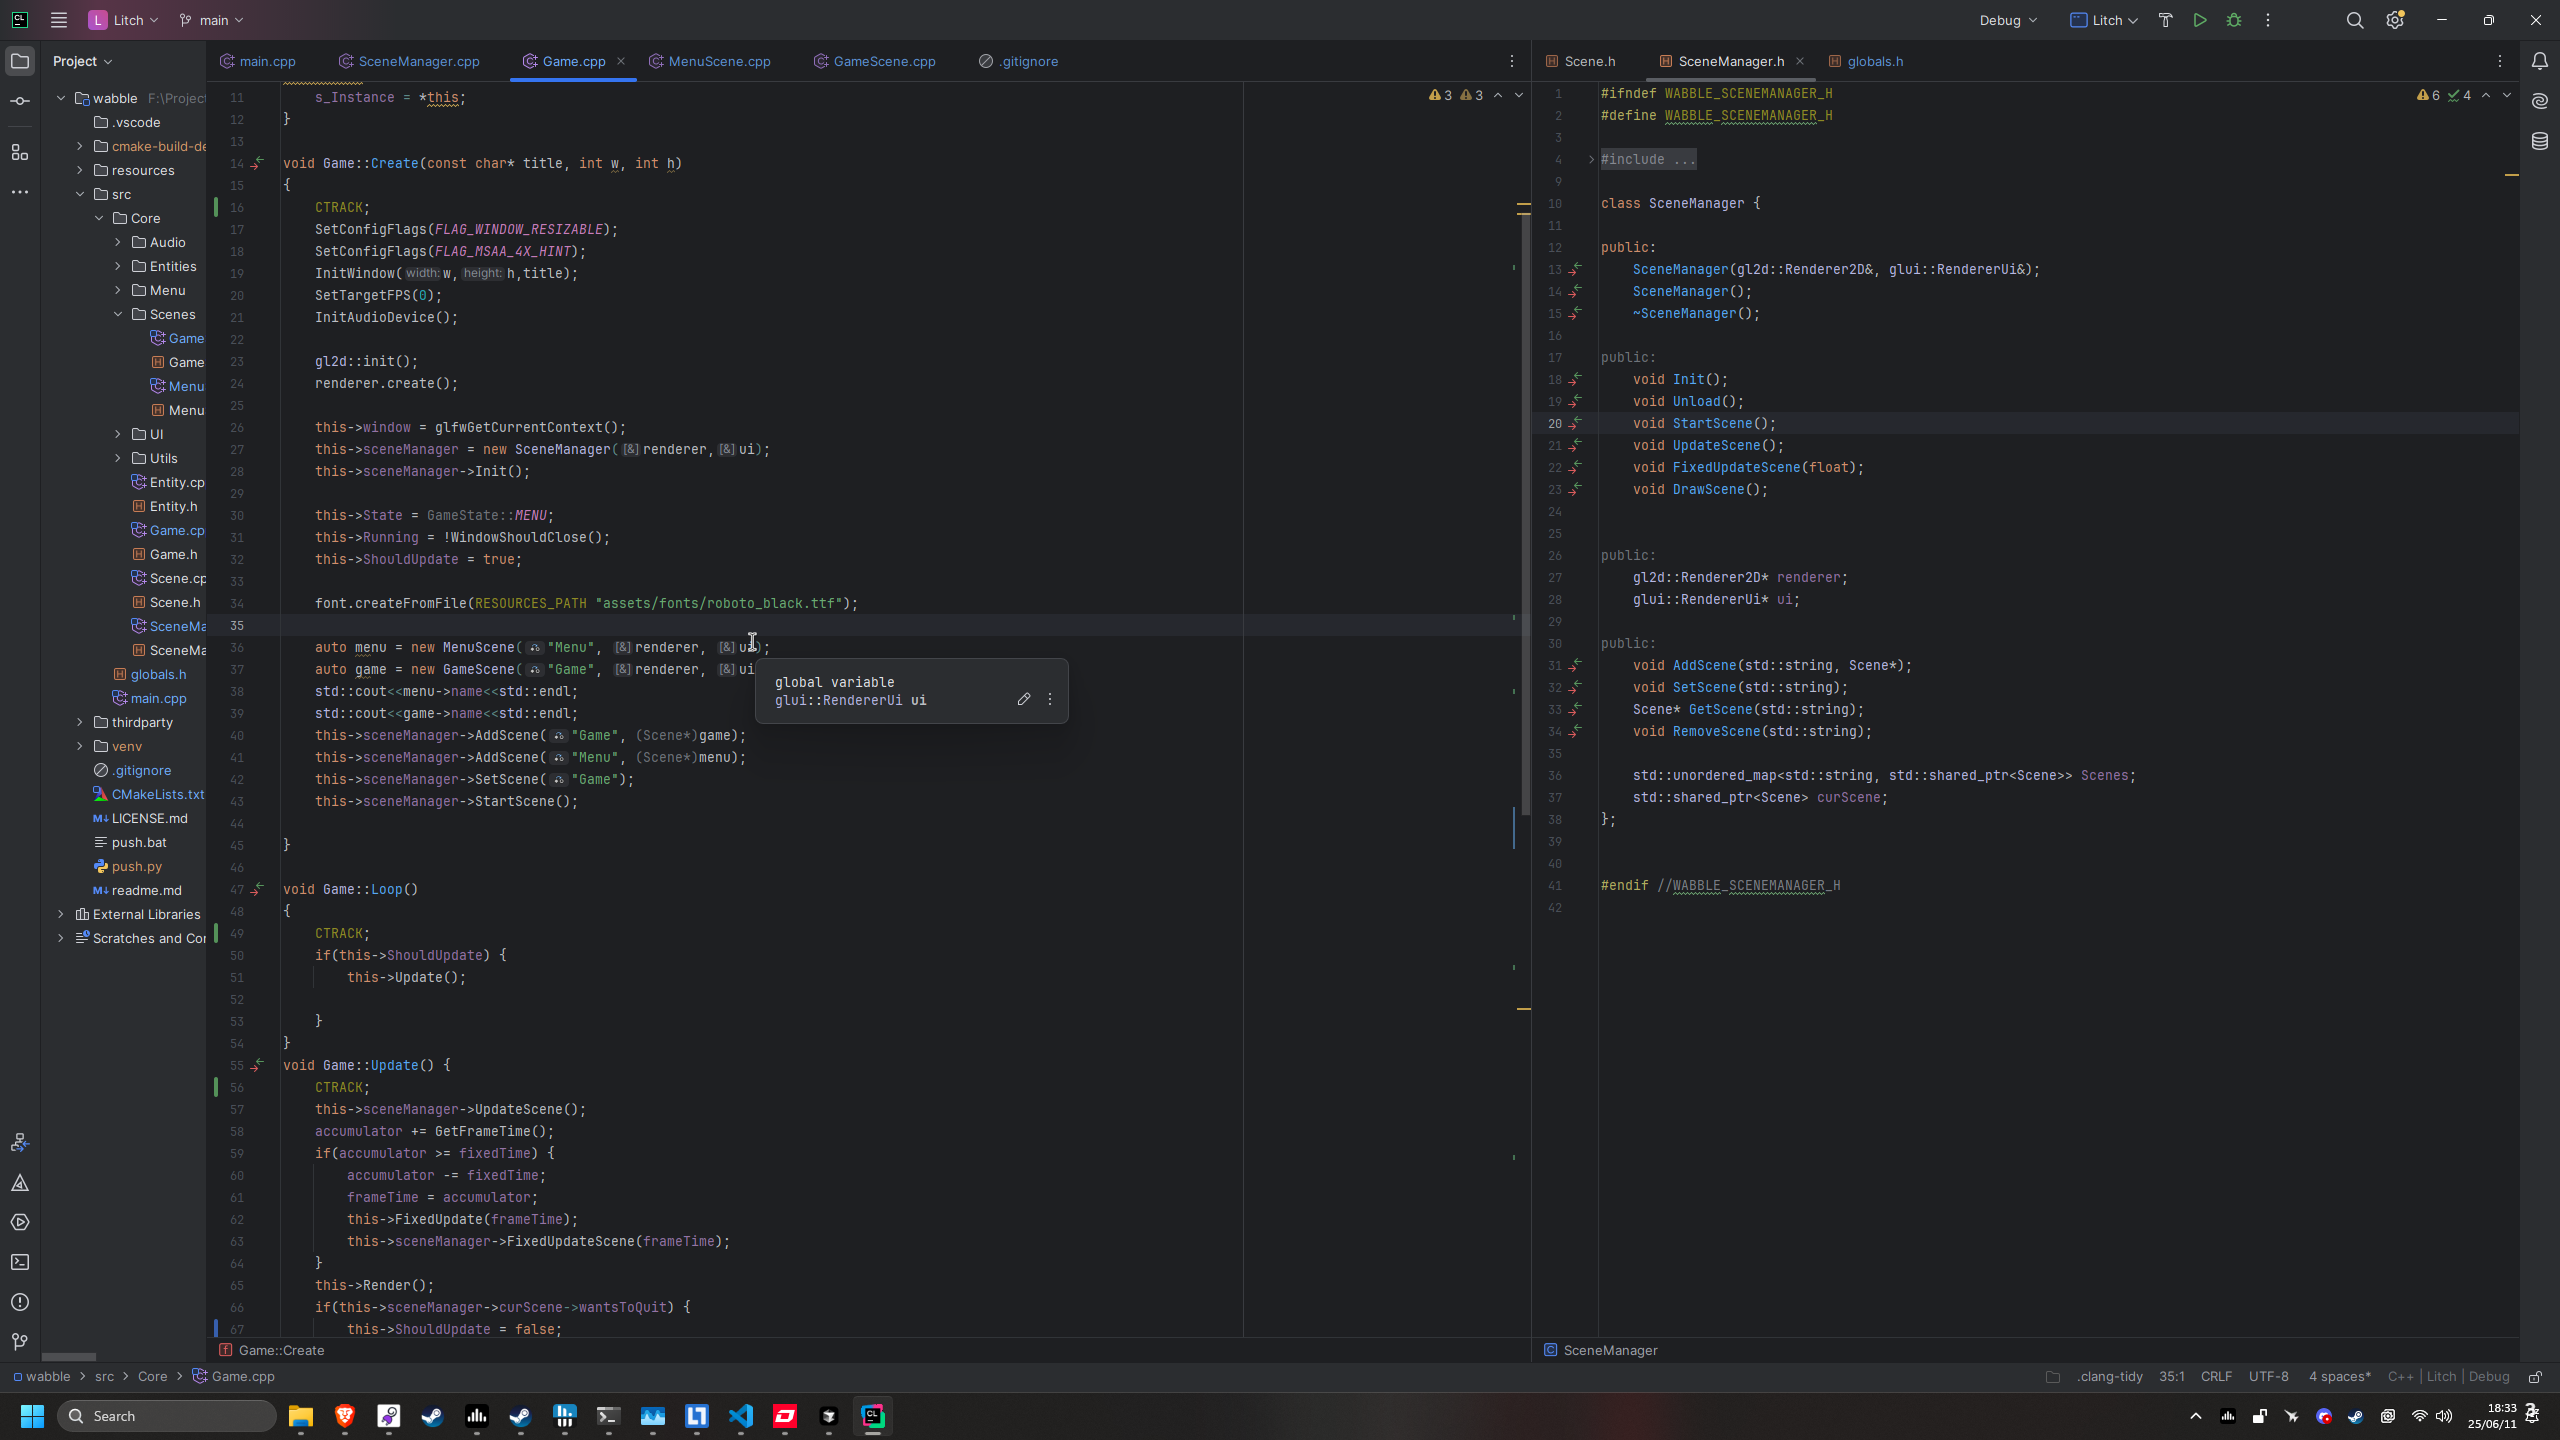 CL
L Litch
main
Debug
Litch
Project
wabble F:\Project
.vscode
cmake-build-de
resources
src
Core
Audio
Entities
Menu
Scenes
Game
Game
Menu
Menu
UI
Utils
Entity.cp
Entity.h
Game.cp
Game.h
Scene.cp
Scene.h
SceneMa
SceneMa
globals.h
main.cpp
thirdparty
venv
.gitignore
CMakeLists.txt
LICENSE.md
push.bat
push.py
readme.md
External Libraries
Scratches and Cor
main.cpp SceneManager.cpp Game.cpp MenuScene.cpp GameScene.cpp .gitignore
3 3
11 s_Instance = *this;
12 }
13
14 void Game::Create(const char* title, int w, int h)
15 {
16 CTRACK;
17 SetConfigFlags(FLAG_WINDOW_RESIZABLE);
18 SetConfigFlags(FLAG_MSAA_4X_HINT);
19 InitWindow( width: w, height: h,title);
20 SetTargetFPS(0);
21 InitAudioDevice();
22
23 gl2d::init();
24 renderer.create();
25
26 this->window = glfwGetCurrentContext();
27 this->sceneManager = new SceneManager([&]renderer,[&]ui);
28 this->sceneManager->Init();
29
30 this->State = GameState::MENU;
31 this->Running = !WindowShouldClose();
32 this->ShouldUpdate = true;
33
34 font.createFromFile(RESOURCES_PATH "assets/fonts/roboto_black.ttf");
35
36 auto menu = new MenuScene("Menu", [&]renderer, [&]ui);
37 auto game = new GameScene("Game", [&]renderer, [&]ui
global variable
glui::RendererUi ui
38 std::cout<<menu->name<<std::endl;
39 std::cout<<game->name<<std::endl;
40 this->sceneManager->AddScene("Game", (Scene*)game);
41 this->sceneManager->AddScene("Menu", (Scene*)menu);
42 this->sceneManager->SetScene("Game");
43 this->sceneManager->StartScene();
44
45 }
46
47 void Game::Loop()
48 {
49 CTRACK;
50 if(this->ShouldUpdate) {
51 this->Update();
52
53 }
54 }
55 void Game::Update() {
56 CTRACK;
57 this->sceneManager->UpdateScene();
58 accumulator += GetFrameTime();
59 if(accumulator >= fixedTime) {
60 accumulator -= fixedTime;
61 frameTime = accumulator;
62 this->FixedUpdate(frameTime);
63 this->sceneManager->FixedUpdateScene(frameTime);
64 }
65 this->Render();
66 if(this->sceneManager->curScene->wantsToQuit) {
67 this->ShouldUpdate = false;
Game::Create
Scene.h SceneManager.h globals.h
6 4
1 #ifndef WABBLE_SCENEMANAGER_H
2 #define WABBLE_SCENEMANAGER_H
3
4 #include ...
9
10 class SceneManager {
11
12 public:
13 SceneManager(gl2d::Renderer2D&, glui::RendererUi&);
14 SceneManager();
15 ~SceneManager();
16
17 public:
18 void Init();
19 void Unload();
20 void StartScene();
21 void UpdateScene();
22 void FixedUpdateScene(float);
23 void DrawScene();
24
25
26 public:
27 gl2d::Renderer2D* renderer;
28 glui::RendererUi* ui;
29
30 public:
31 void AddScene(std::string, Scene*);
32 void SetScene(std::string);
33 Scene* GetScene(std::string);
34 void RemoveScene(std::string);
35
36 std::unordered_map<std::string, std::shared_ptr<Scene>> Scenes;
37 std::shared_ptr<Scene> curScene;
38 };
39
40
41 #endif //WABBLE_SCENEMANAGER_H
42
SceneManager
wabble > src > Core > Game.cpp
.clang-tidy 35:1 CRLF UTF-8 4 spaces* C++ | Litch | Debug
Search
18:33
25/06/11